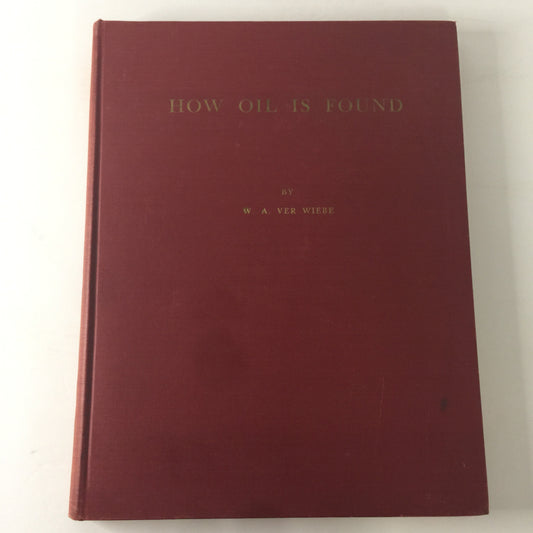 HOW OIL IS FOUND
BY
W. A. VER WIEBE